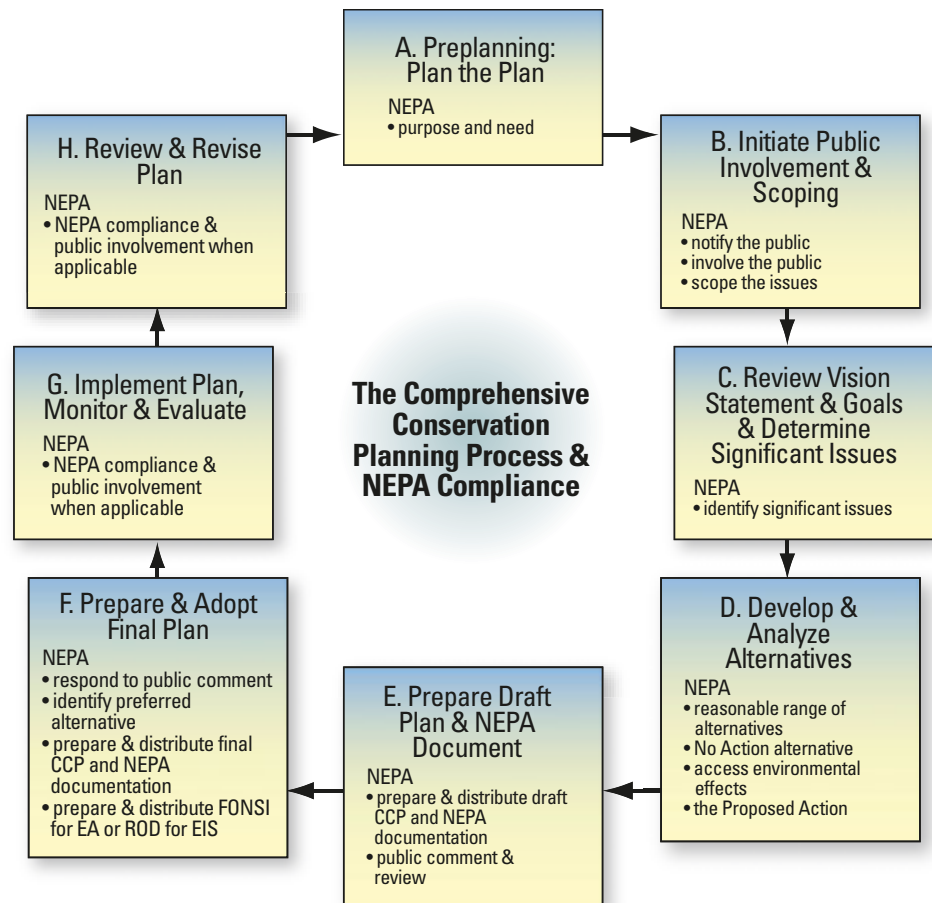 A. Preplanning:
Plan the Plan
NEPA
• purpose and need
B. Initiate Public
Involvement &
Scoping
NEPA
• notify the public
• involve the public
• scope the issues
C. Review Vision
Statement & Goals
& Determine
Significant Issues
NEPA
• identify significant issues
D. Develop &
Analyze
Alternatives
NEPA
• reasonable range of
alternatives
• No Action alternative
• access environmental
effects
• the Proposed Action
E. Prepare Draft
Plan & NEPA
Document
NEPA
• prepare & distribute draft
CCP and NEPA
documentation
• public comment &
review
F. Prepare & Adopt
Final Plan
NEPA
• respond to public comment
• identify preferred
alternative
• prepare & distribute final
CCP and NEPA
documentation
• prepare & distribute FONSI
for EA or ROD for EIS
G. Implement Plan,
Monitor & Evaluate
NEPA
• NEPA compliance &
public involvement
when applicable
H. Review & Revise
Plan
NEPA
• NEPA compliance &
public involvement when
applicable
The Comprehensive
Conservation
Planning Process &
NEPA Compliance